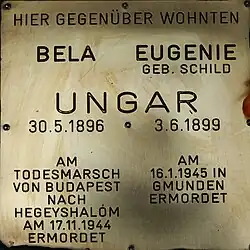 HIER GEGENÜBER WOHNTEN
BELA EUGENIE
GEB. SCHILD
UNGAR
30.5.1896 3.6.1899
AM
TODESMARSCH
VON BUDAPEST
NACH
HEGEYSHALÓM
AM 17.11.1944
ERMORDET
AM
16.1.1945 IN
GMUNDEN
ERMORDET